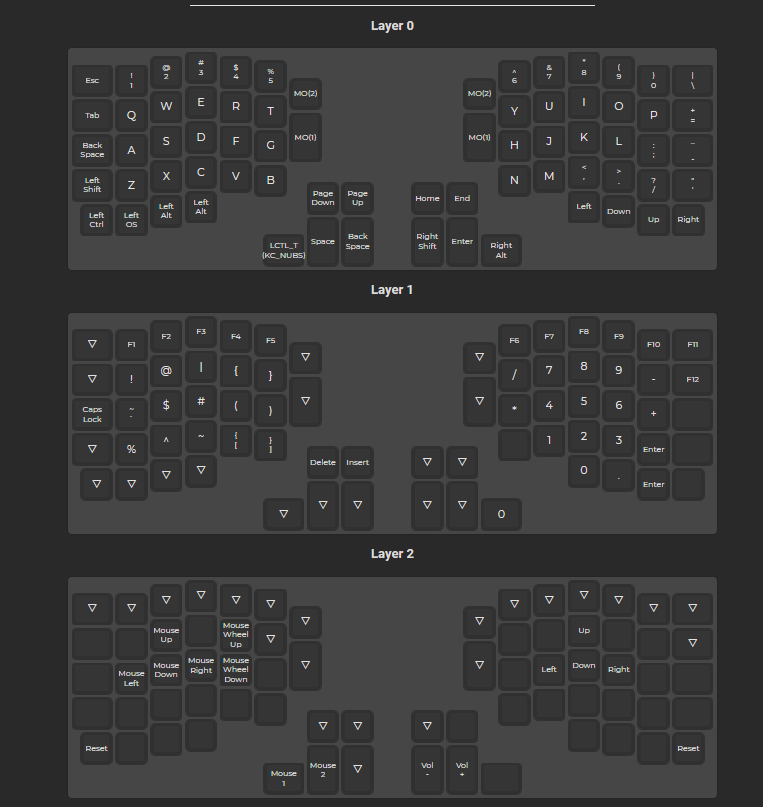 Layer 0
Esc ! 1 @ 2 # 3 $ 4 % 5 MO(2) MO(2) ^ 6 & 7 * 8 ( 9 ) 0 | \
Tab Q W E R T MO(1) MO(1) Y U I O P + =
Back Space A S D F G H J K L : ; _ -
Left Shift Z X C V B N M < , > . ? / " '
Left Ctrl Left OS Left Alt Left Alt Page Down Page Up Home End Left Down Up Right
LCTL_T (KC_NUBS) Space Back Space Right Shift Enter Right Alt
Layer 1
▽ F1 F2 F3 F4 F5 ▽ ▽ F6 F7 F8 F9 F10 F11
▽ ! @ | { } ▽ ▽ / 7 8 9 - F12
Caps Lock ~ ` $ # ( ) * 4 5 6 +
▽ % ^ ~ { [ } ] 1 2 3 Enter
▽ ▽ ▽ ▽ Delete Insert ▽ ▽ 0 . Enter
▽ ▽ ▽ ▽ ▽ 0
Layer 2
▽ ▽ ▽ ▽ ▽ ▽ ▽ ▽ ▽ ▽ ▽ ▽ ▽ ▽
Mouse Up Mouse Wheel Up ▽ ▽ ▽ Up ▽
Mouse Left Mouse Down Mouse Right Mouse Wheel Down Left Down Right
Reset ▽ ▽ ▽ Reset
Mouse 1 Mouse 2 ▽ Vol - Vol +